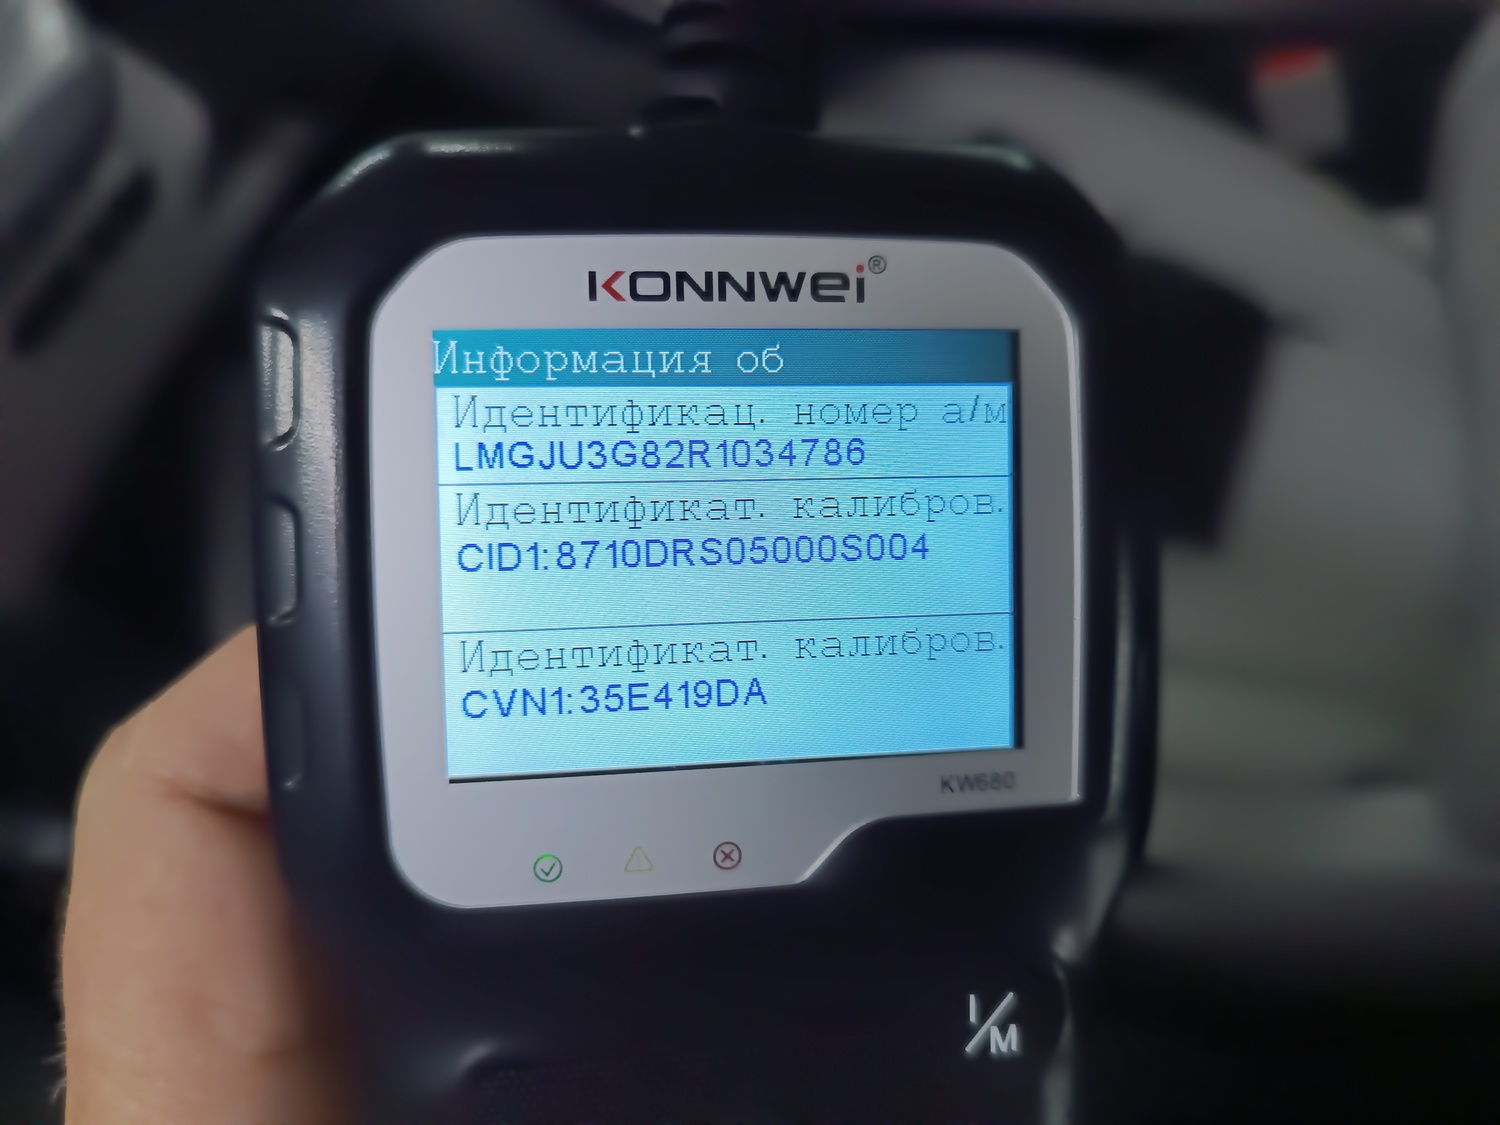 KONNWEI®
Информация об
Идентификац. номер а/м
LMGJU3G82R1034786
Идентификат. калибров.
CID1:8710DRS05000S004
Идентификат. калибров.
CVN1:35E419DA
KW680
I/M